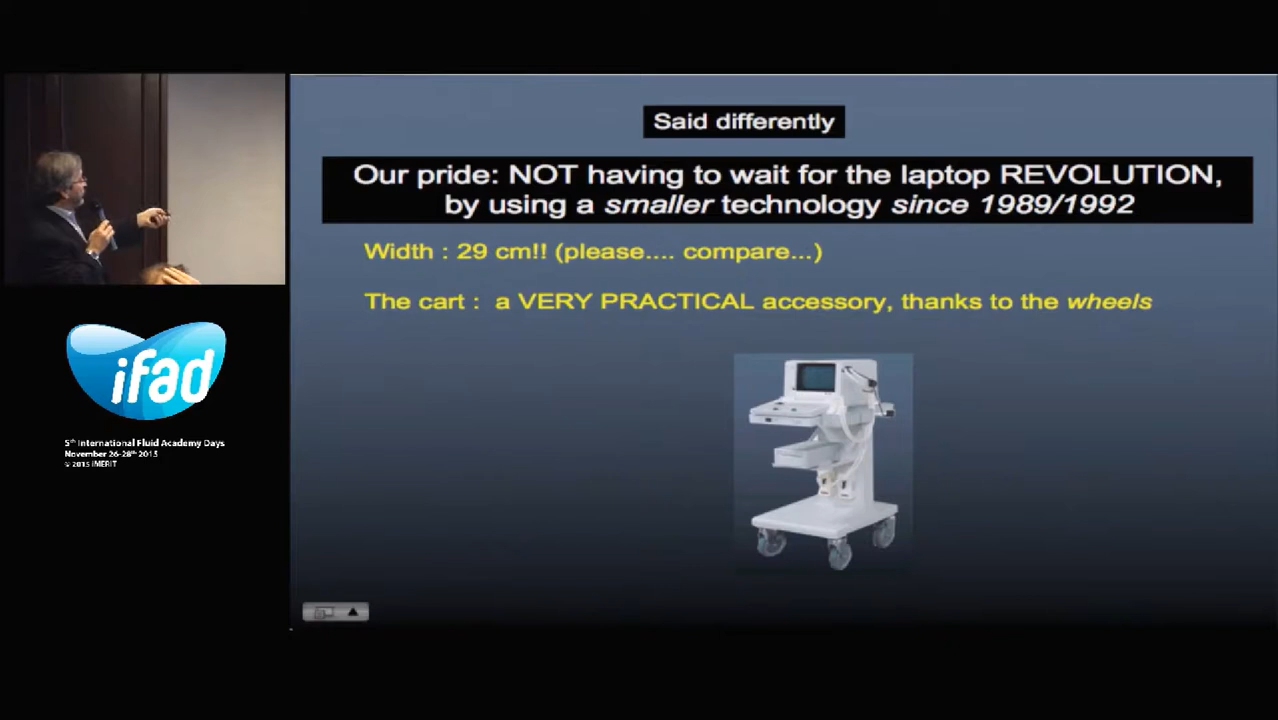 Said differently
Our pride: NOT having to wait for the laptop REVOLUTION,
by using a smaller technology since 1989/1992
Width : 29 cm!! (please.... compare...)
The cart : a VERY PRACTICAL accessory, thanks to the wheels
ifad
5th International Fluid Academy Days
November 26-28th 2015
© 2015 iMERiT